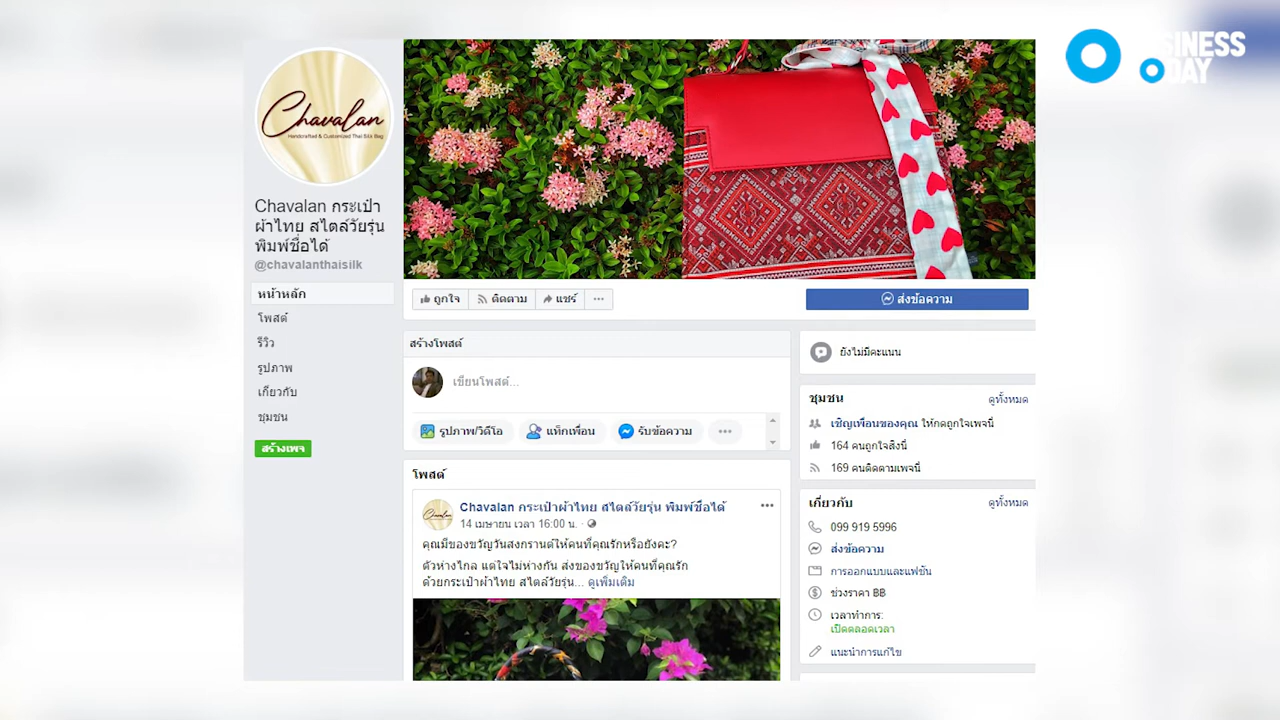 BUSINESS
TODAY
Chavalan
Handcrafted & Customized Thai Silk Bag
Chavalan กระเป๋า
ผ้าไทย สไตล์วัยรุ่น
พิมพ์ชื่อได้
@chavalanthaisilk
หน้าหลัก
โพสต์
รีวิว
รูปภาพ
เกี่ยวกับ
ชุมชน
สร้างเพจ
ถูกใจ ติดตาม แชร์ ···
ส่งข้อความ
สร้างโพสต์
เขียนโพสต์...
รูปภาพ/วิดีโอ แท็กเพื่อน รับข้อความ ···
โพสต์
Chavalan กระเป๋าผ้าไทย สไตล์วัยรุ่น พิมพ์ชื่อได้
14 เมษายน เวลา 16:00 น. ·
คุณมีของขวัญวันสงกรานต์ให้คนที่คุณรักหรือยังคะ?
ตัวห่างไกล แต่ใจไม่ห่างกัน ส่งของขวัญให้คนที่คุณรัก
ด้วยกระเป๋าผ้าไทย สไตล์วัยรุ่น... ดูเพิ่มเติม
ยังไม่มีคะแนน
ชุมชน ดูทั้งหมด
เชิญเพื่อนของคุณ ให้กดถูกใจเพจนี้
164 คนถูกใจสิ่งนี้
169 คนติดตามเพจนี้
เกี่ยวกับ ดูทั้งหมด
099 919 5996
ส่งข้อความ
การออกแบบและแฟชั่น
ช่วงราคา ฿฿
เวลาทำการ:
เปิดตลอดเวลา
แนะนำการแก้ไข